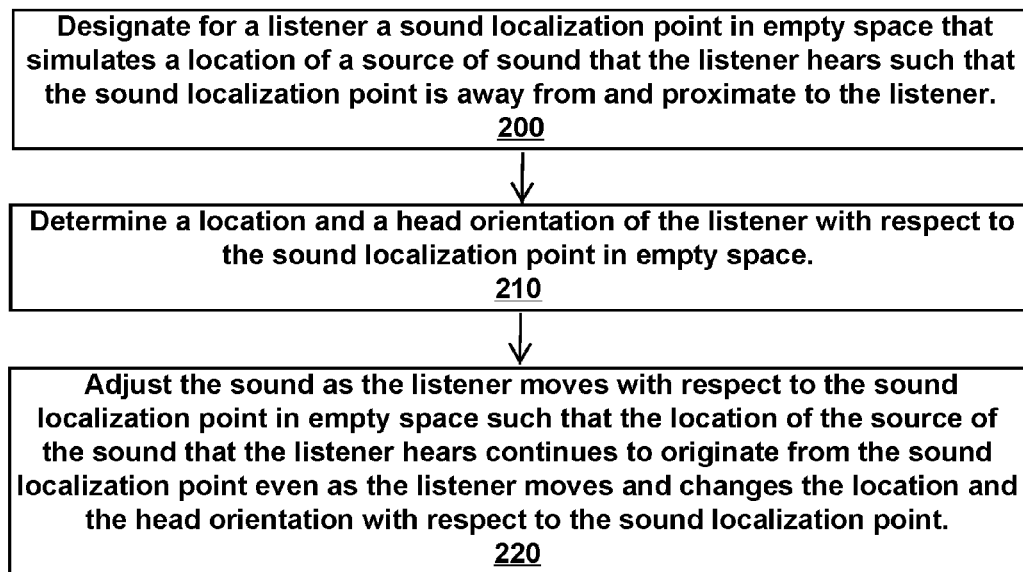 Designate for a listener a sound localization point in empty space that
simulates a location of a source of sound that the listener hears such that
the sound localization point is away from and proximate to the listener.
200
Determine a location and a head orientation of the listener with respect to
the sound localization point in empty space.
210
Adjust the sound as the listener moves with respect to the sound
localization point in empty space such that the location of the source of
the sound that the listener hears continues to originate from the sound
localization point even as the listener moves and changes the location and
the head orientation with respect to the sound localization point.
220